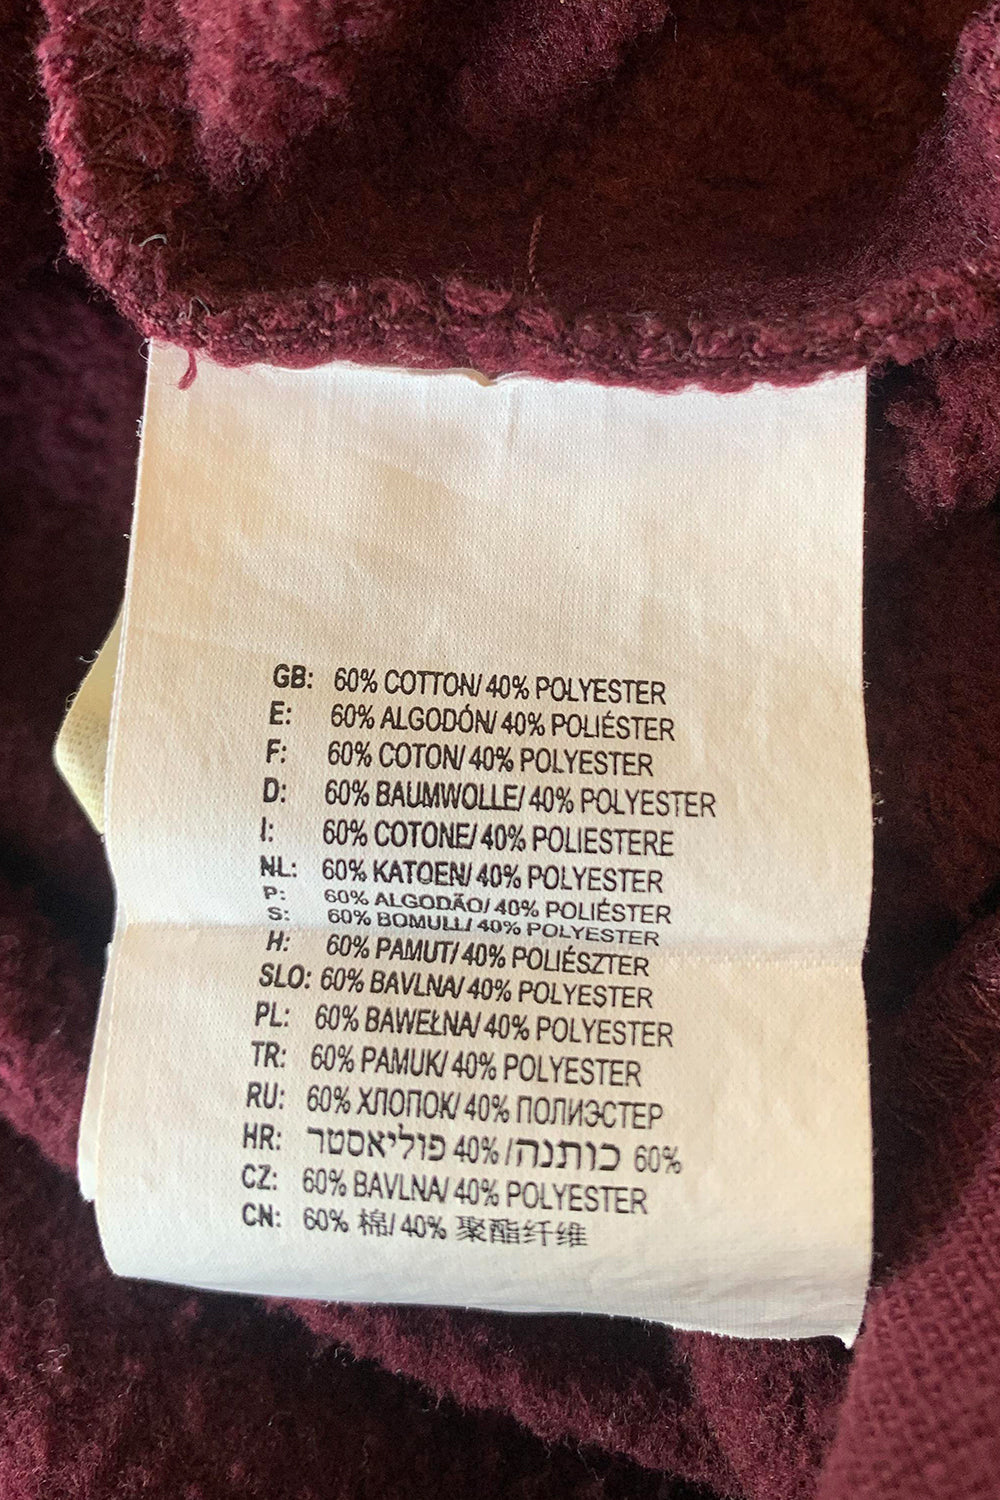 GB: 60% COTTON/ 40% POLYESTER
E: 60% ALGODÓN/ 40% POLIÉSTER
F: 60% COTON/ 40% POLYESTER
D: 60% BAUMWOLLE/ 40% POLYESTER
I: 60% COTONE/ 40% POLIESTERE
NL: 60% KATOEN/ 40% POLYESTER
P: 60% ALGODÃO/ 40% POLIÉSTER
S: 60% BOMULL/ 40% POLYESTER
H: 60% PAMUT/ 40% POLIÉSZTER
SLO: 60% BAVLNA/ 40% POLYESTER
PL: 60% BAWEŁNA/ 40% POLYESTER
TR: 60% PAMUK/ 40% POLYESTER
RU: 60% ХЛОПОК/ 40% ПОЛИЭСТЕР
HR: 60% כותנה/ 40% פוליאסטר
CZ: 60% BAVLNA/ 40% POLYESTER
CN: 60% 棉/ 40% 聚酯纤维